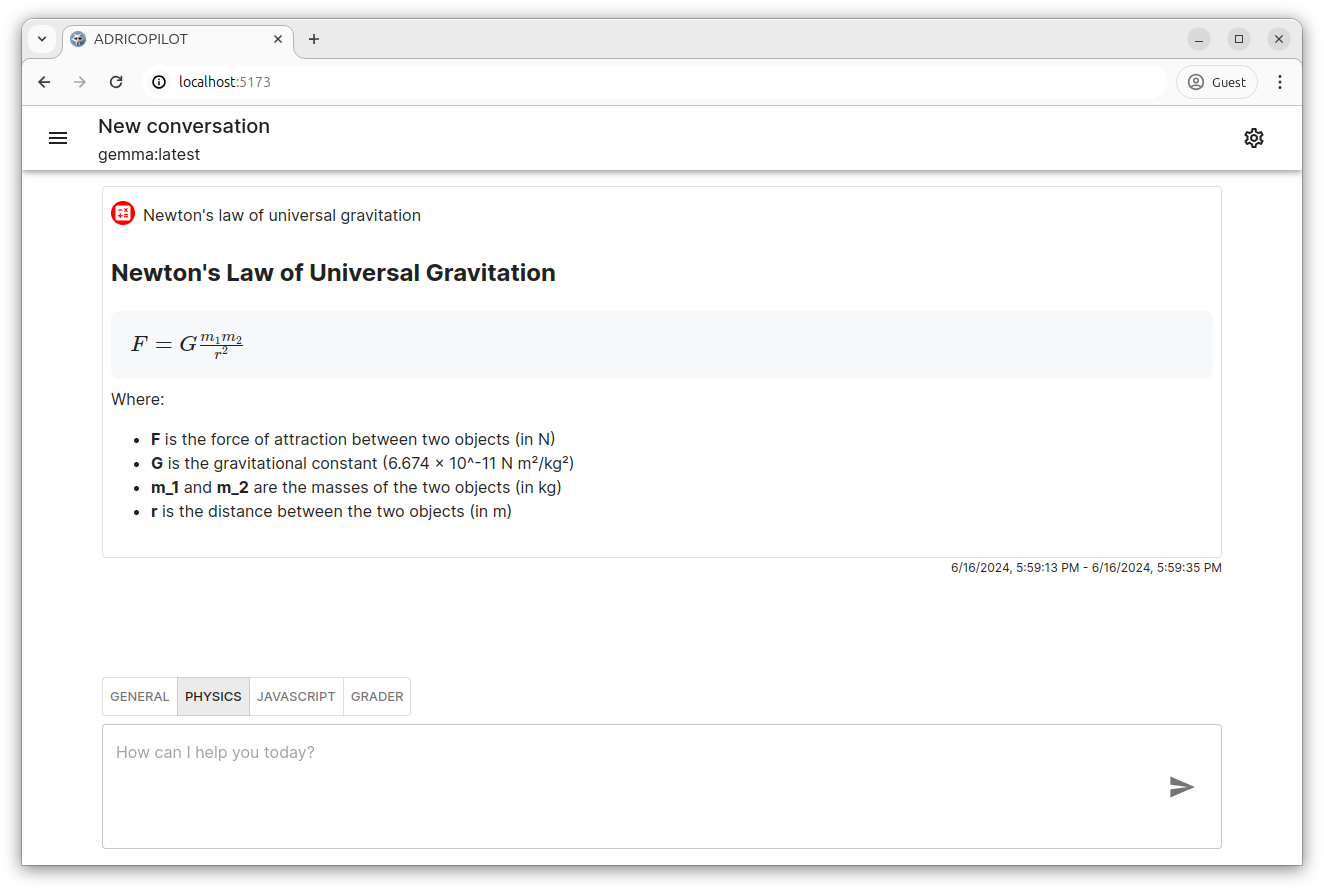 ADRICOPILOT
localhost:5173
Guest
New conversation
gemma:latest
Newton's law of universal gravitation
Newton's Law of Universal Gravitation
F = G m₁m₂/r²
Where:
F is the force of attraction between two objects (in N)
G is the gravitational constant (6.674 × 10^-11 N m²/kg²)
m_1 and m_2 are the masses of the two objects (in kg)
r is the distance between the two objects (in m)
6/16/2024, 5:59:13 PM - 6/16/2024, 5:59:35 PM
GENERAL PHYSICS JAVASCRIPT GRADER
How can I help you today?